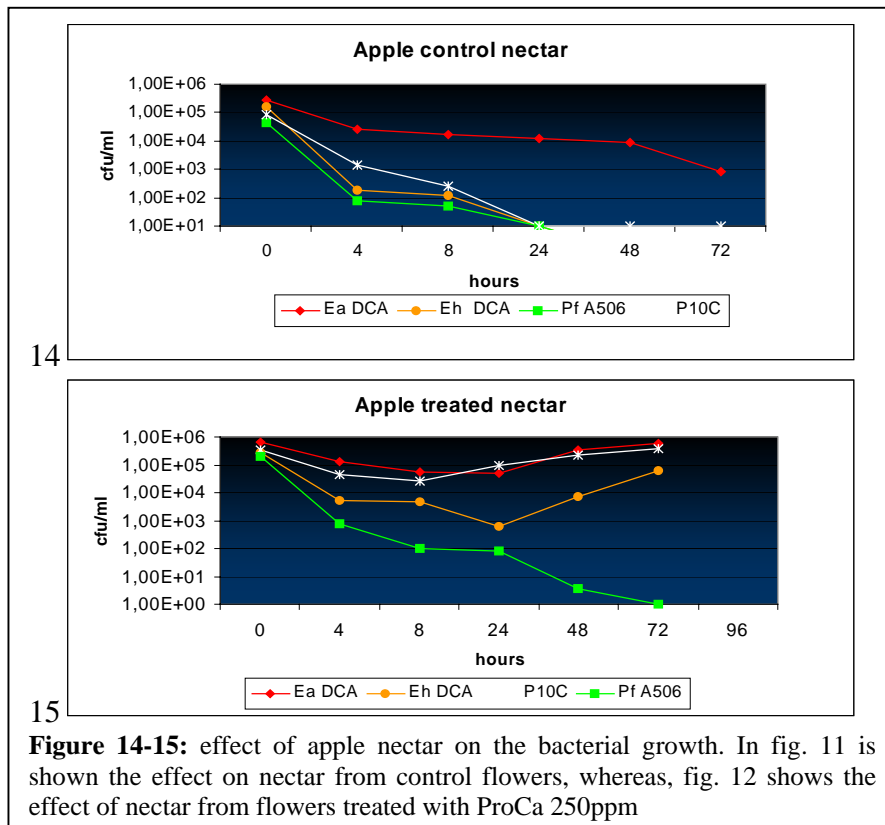 Apple control nectar
1,00E+06
1,00E+05
1,00E+04
1,00E+03
1,00E+02
1,00E+01
cfu/ml
0 4 8 24 48 72
hours
Ea DCA Eh DCA Pf A506 P10C
14
Apple treated nectar
1,00E+06
1,00E+05
1,00E+04
1,00E+03
1,00E+02
1,00E+01
1,00E+00
cfu/ml
0 4 8 24 48 72 96
hours
Ea DCA Eh DCA P10C Pf A506
15
Figure 14-15: effect of apple nectar on the bacterial growth. In fig. 11 is
shown the effect on nectar from control flowers, whereas, fig. 12 shows the
effect of nectar from flowers treated with ProCa 250ppm